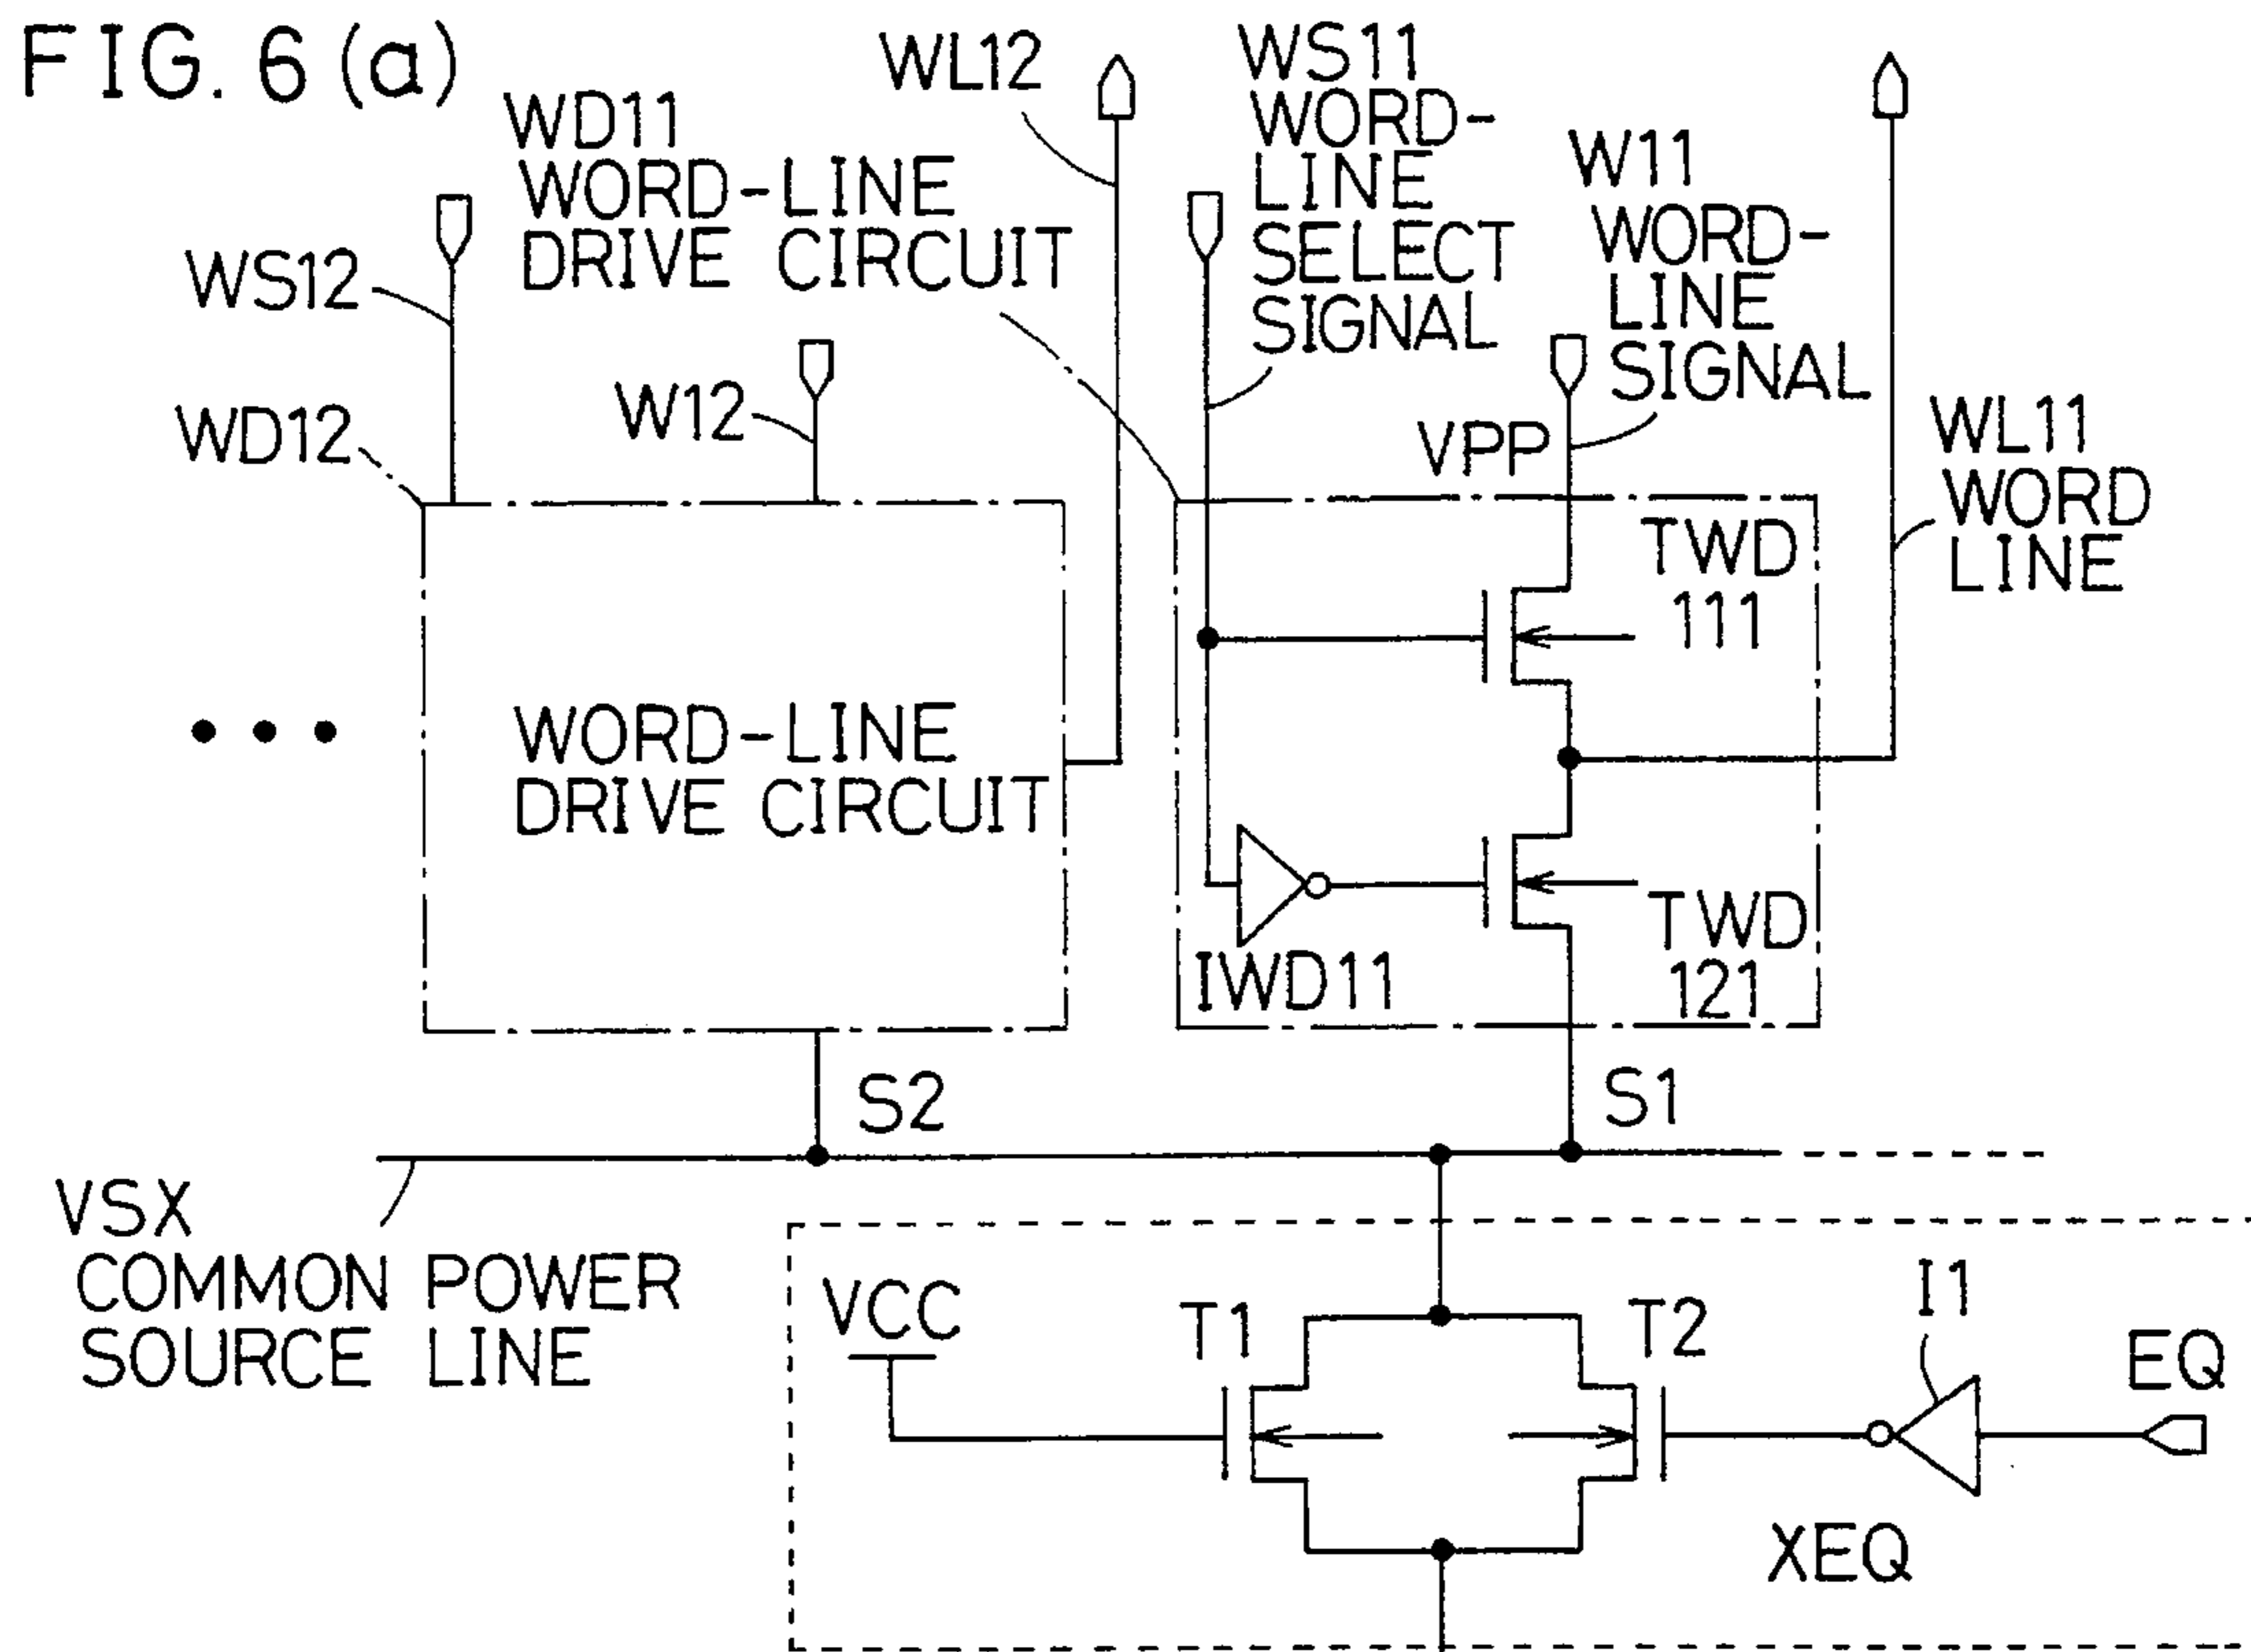 FIG. 6 (a)
WL12
WS11
WORD-
LINE
SELECT
SIGNAL
WD11
WORD-LINE
DRIVE CIRCUIT
W11
WORD-
LINE
SIGNAL
WS12
W12
WD12
VPP
WL11
WORD
LINE
TWD
111
WORD-LINE
DRIVE CIRCUIT
IWD11
TWD
121
S2
S1
VSX
COMMON POWER
SOURCE LINE
VCC
T1
T2
I1
EQ
XEQ